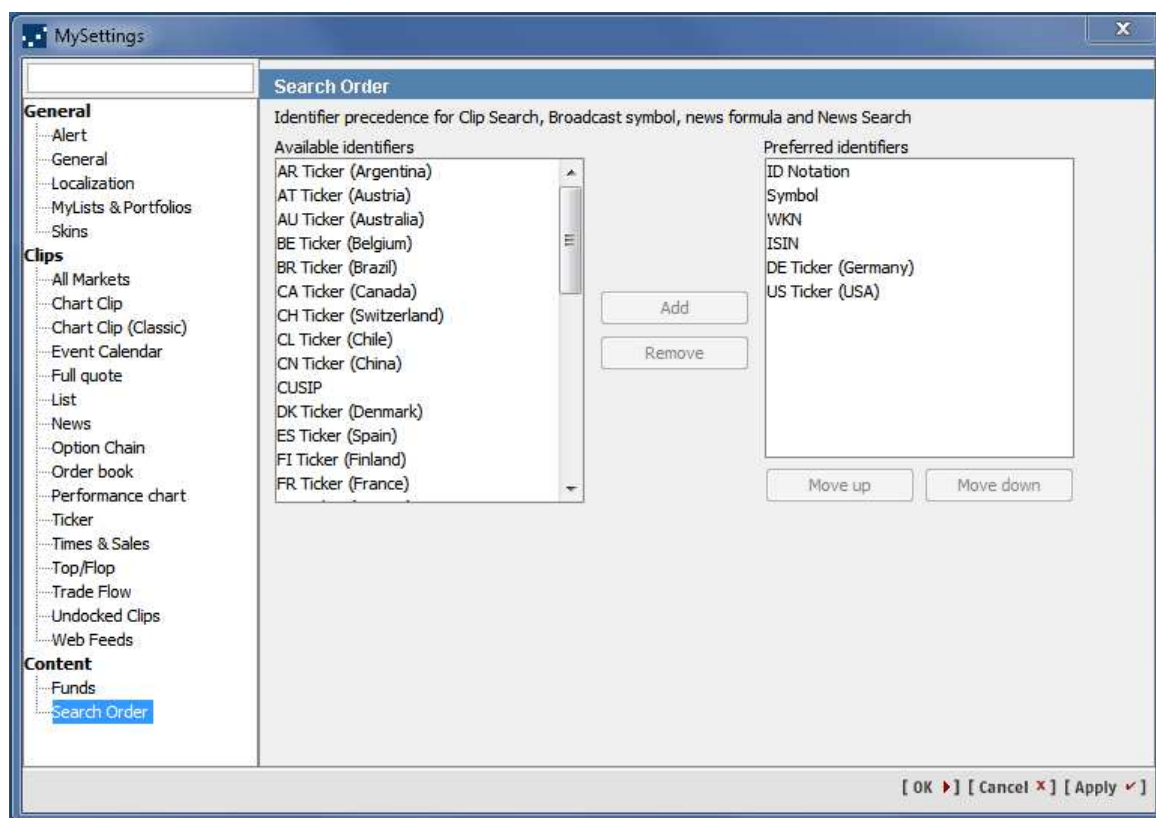 MySettings
X
General
Alert
General
Localization
MyLists & Portfolios
Skins
Clips
All Markets
Chart Clip
Chart Clip (Classic)
Event Calendar
Full quote
List
News
Option Chain
Order book
Performance chart
Ticker
Times & Sales
Top/Flop
Trade Flow
Undocked Clips
Web Feeds
Content
Funds
Search Order
Search Order
Identifier precedence for Clip Search, Broadcast symbol, news formula and News Search
Available identifiers
AR Ticker (Argentina)
AT Ticker (Austria)
AU Ticker (Australia)
BE Ticker (Belgium)
BR Ticker (Brazil)
CA Ticker (Canada)
CH Ticker (Switzerland)
CL Ticker (Chile)
CN Ticker (China)
CUSIP
DK Ticker (Denmark)
ES Ticker (Spain)
FI Ticker (Finland)
FR Ticker (France)
Add
Remove
Preferred identifiers
ID Notation
Symbol
WKN
ISIN
DE Ticker (Germany)
US Ticker (USA)
Move up
Move down
[ OK ] [ Cancel X ] [ Apply ✓ ]